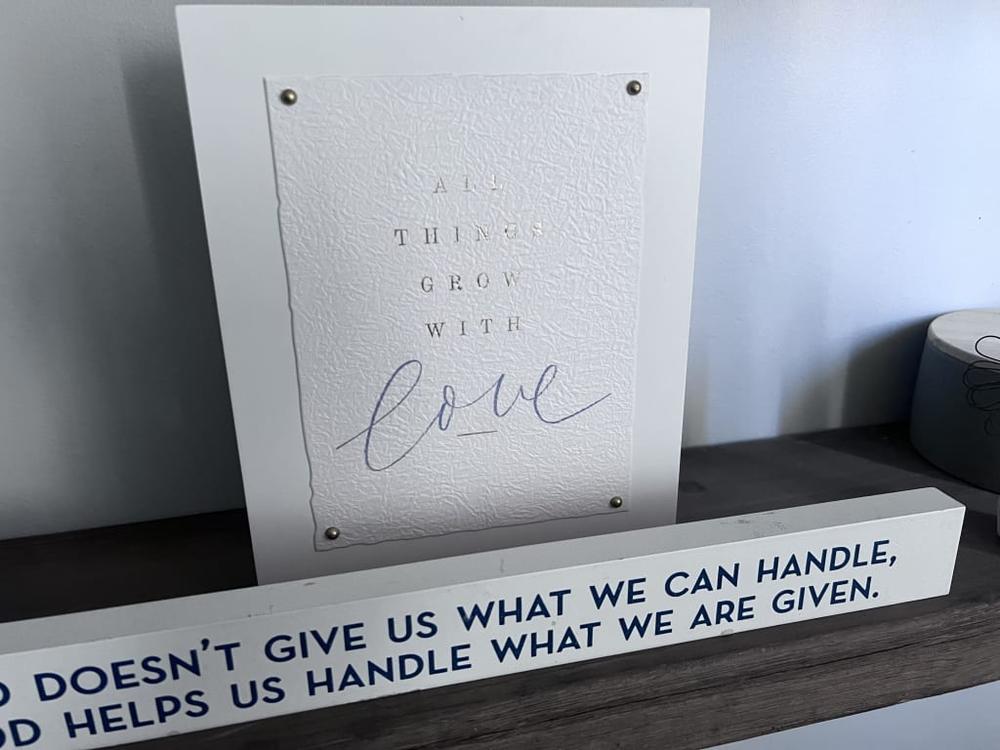 ALL
THINGS
GROW
WITH
love
D DOESN'T GIVE US WHAT WE CAN HANDLE,
OD HELPS US HANDLE WHAT WE ARE GIVEN.